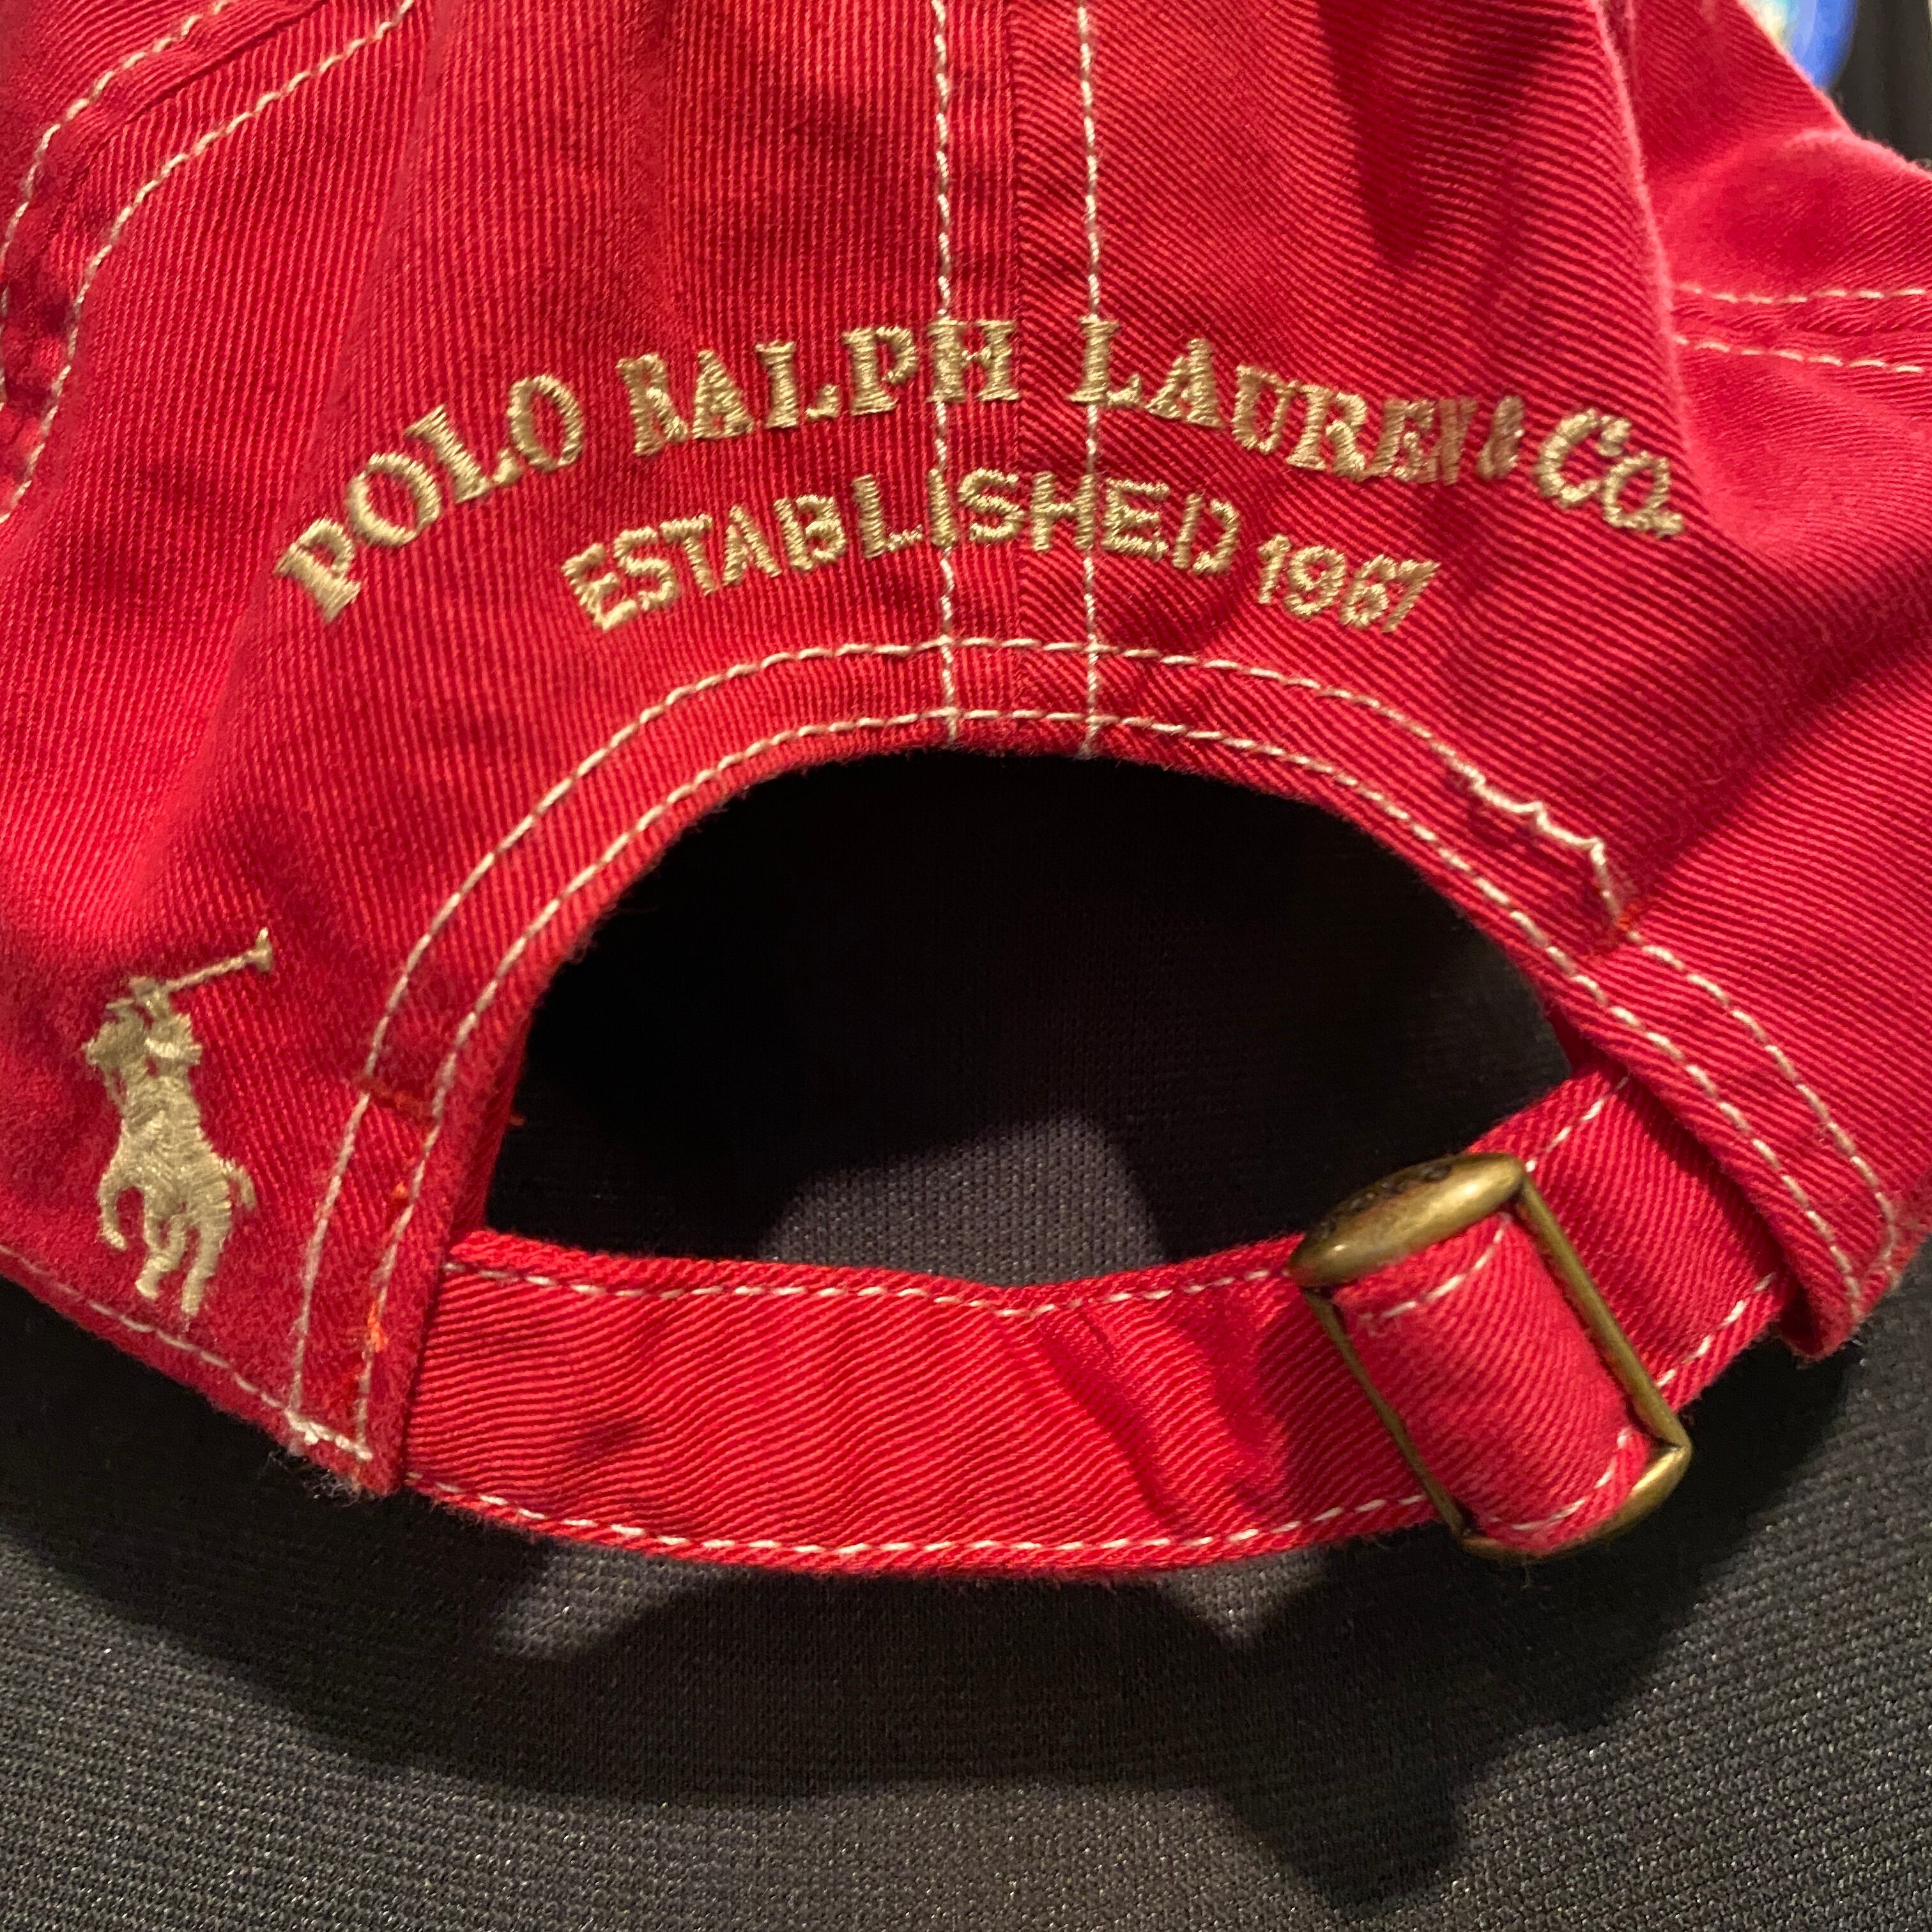 POLO RALPH LAUREN & CO.
ESTABLISHED 1967